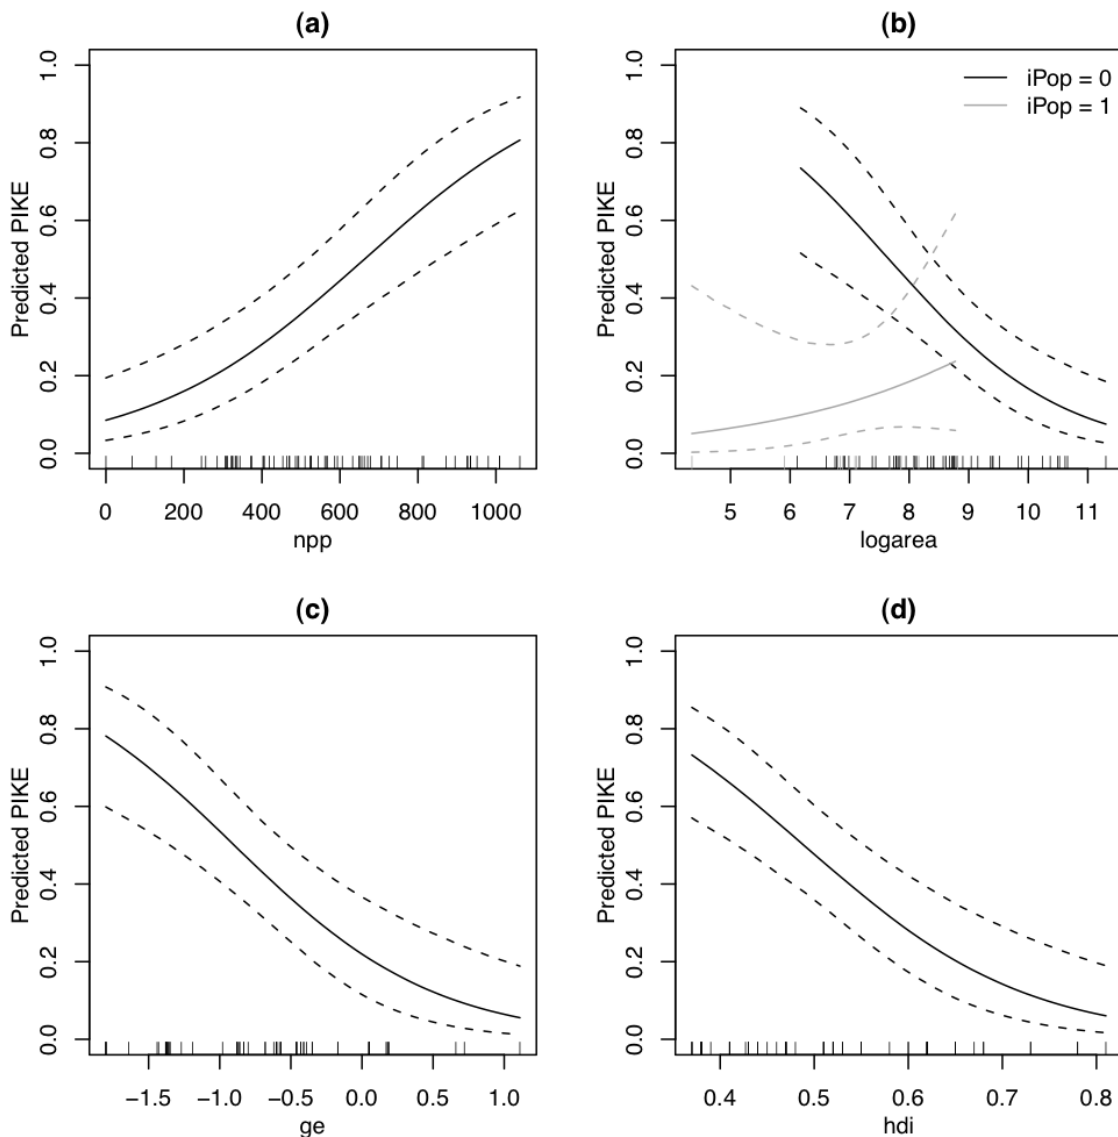 (a)
Predicted PIKE
1.0
0.8
0.6
0.4
0.2
0.0
0 200 400 600 800 1000
npp
(b)
iPop = 0
iPop = 1
Predicted PIKE
1.0
0.8
0.6
0.4
0.2
0.0
5 6 7 8 9 10 11
logarea
(c)
Predicted PIKE
1.0
0.8
0.6
0.4
0.2
0.0
−1.5 −1.0 −0.5 0.0 0.5 1.0
ge
(d)
Predicted PIKE
1.0
0.8
0.6
0.4
0.2
0.0
0.4 0.5 0.6 0.7 0.8
hdi